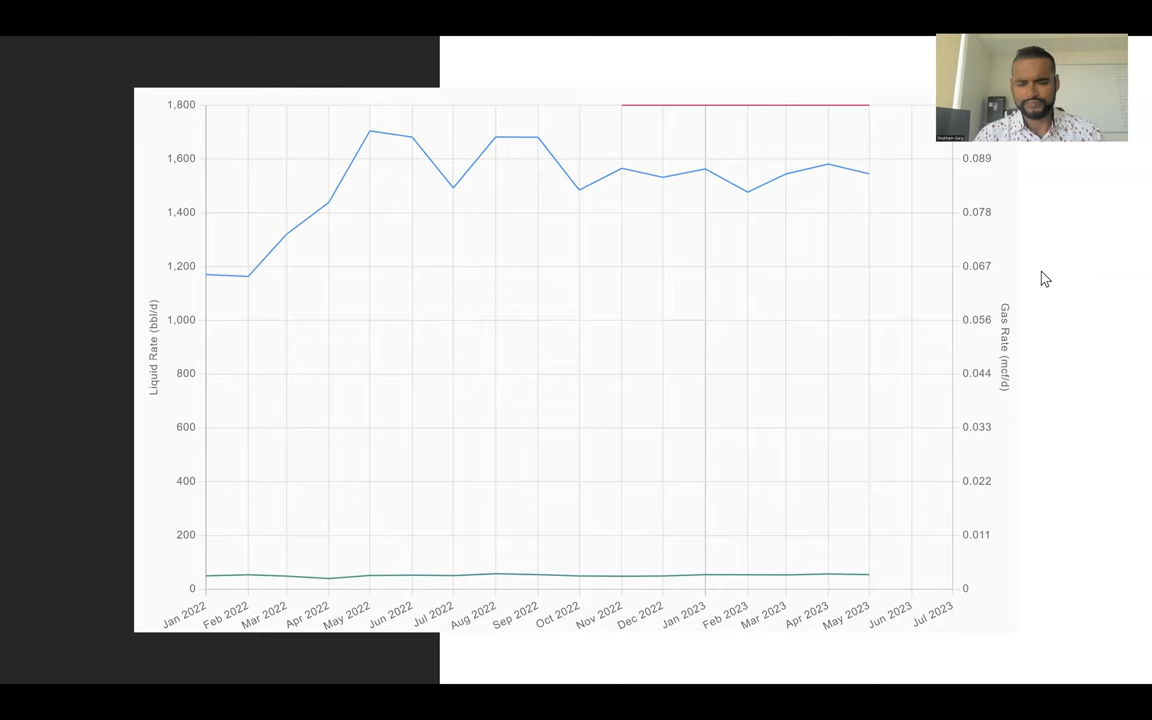 1,800
1,600
1,400
1,200
1,000
800
600
400
200
0
Liquid Rate (bbl/d)
0.089
0.078
0.067
0.056
0.044
0.033
0.022
0.011
0
Gas Rate (mcf/d)
Jan 2022
Feb 2022
Mar 2022
Apr 2022
May 2022
Jun 2022
Jul 2022
Aug 2022
Sep 2022
Oct 2022
Nov 2022
Dec 2022
Jan 2023
Feb 2023
Mar 2023
Apr 2023
May 2023
Jun 2023
Jul 2023